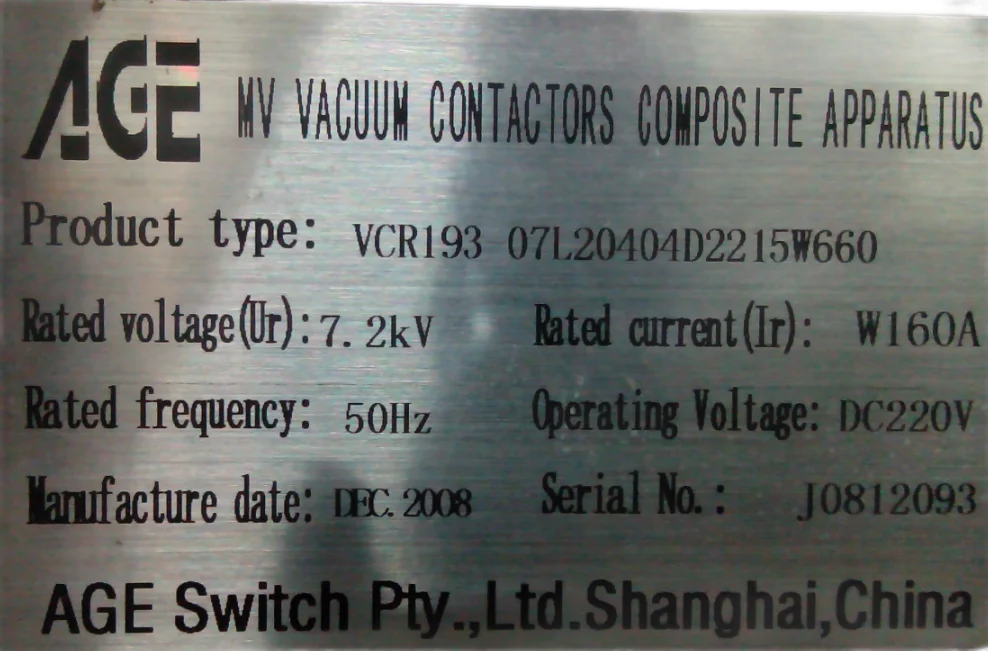 AGE MV VACUUM CONTACTORS COMPOSITE APPARATUS
Product type: VCR193 07L20404D2215W660
Rated voltage(Ur): 7.2kV Rated current(Ir): W160A
Rated frequency: 50Hz Operating Voltage: DC220V
Manufacture date: DEC. 2008 Serial No.: J0812093
AGE Switch Pty.,Ltd.Shanghai,China